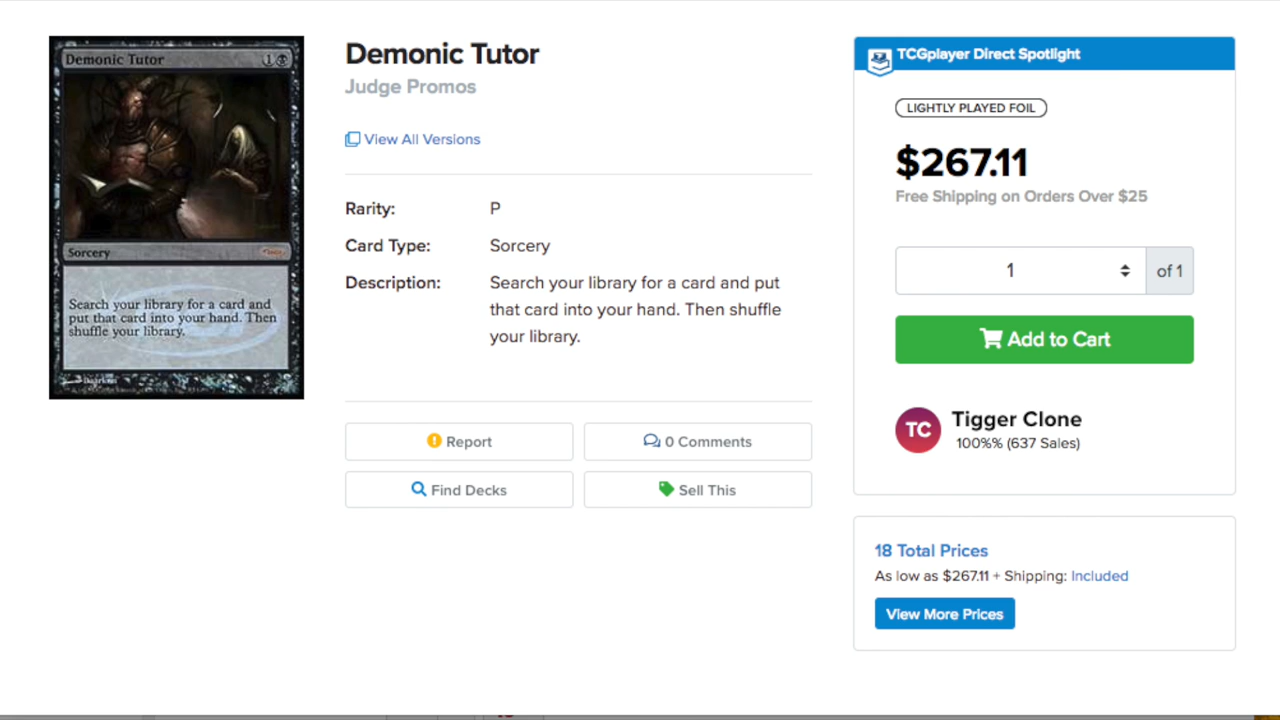 Demonic Tutor
1
Sorcery
Search your library for a card and
put that card into your hand. Then
shuffle your library.
Demonic Tutor
Judge Promos
View All Versions
Rarity: P
Card Type: Sorcery
Description: Search your library for a card and put
that card into your hand. Then shuffle
your library.
Report
0 Comments
Find Decks
Sell This
TCGplayer Direct Spotlight
LIGHTLY PLAYED FOIL
$267.11
Free Shipping on Orders Over $25
1 of 1
Add to Cart
TC Tigger Clone
100%% (637 Sales)
18 Total Prices
As low as $267.11 + Shipping: Included
View More Prices